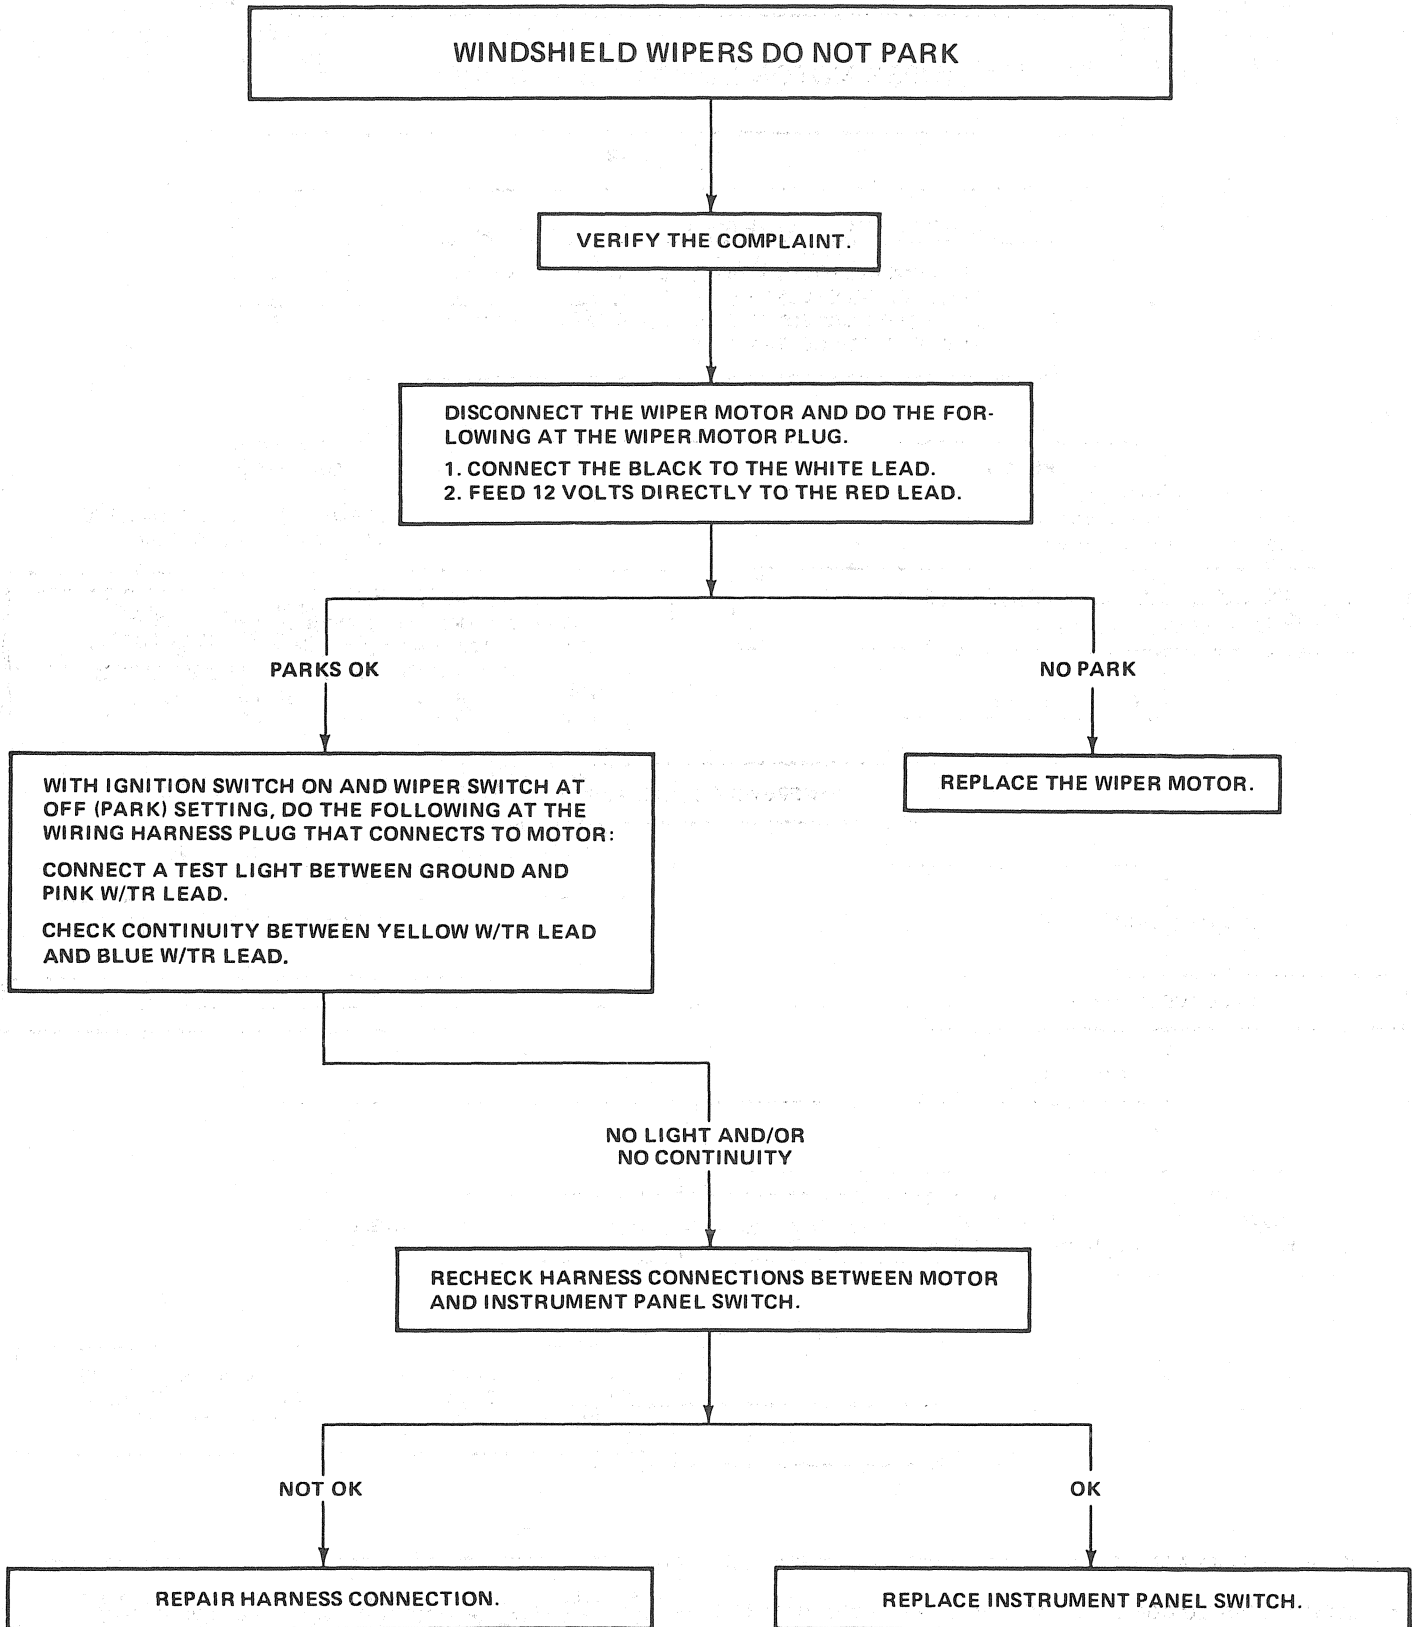 WINDSHIELD WIPERS DO NOT PARK
VERIFY THE COMPLAINT.
DISCONNECT THE WIPER MOTOR AND DO THE FOR-
LOWING AT THE WIPER MOTOR PLUG.
1. CONNECT THE BLACK TO THE WHITE LEAD.
2. FEED 12 VOLTS DIRECTLY TO THE RED LEAD.
PARKS OK
NO PARK
WITH IGNITION SWITCH ON AND WIPER SWITCH AT
OFF (PARK) SETTING, DO THE FOLLOWING AT THE
WIRING HARNESS PLUG THAT CONNECTS TO MOTOR:
CONNECT A TEST LIGHT BETWEEN GROUND AND
PINK W/TR LEAD.
CHECK CONTINUITY BETWEEN YELLOW W/TR LEAD
AND BLUE W/TR LEAD.
REPLACE THE WIPER MOTOR.
NO LIGHT AND/OR
NO CONTINUITY
RECHECK HARNESS CONNECTIONS BETWEEN MOTOR
AND INSTRUMENT PANEL SWITCH.
NOT OK
OK
REPAIR HARNESS CONNECTION.
REPLACE INSTRUMENT PANEL SWITCH.